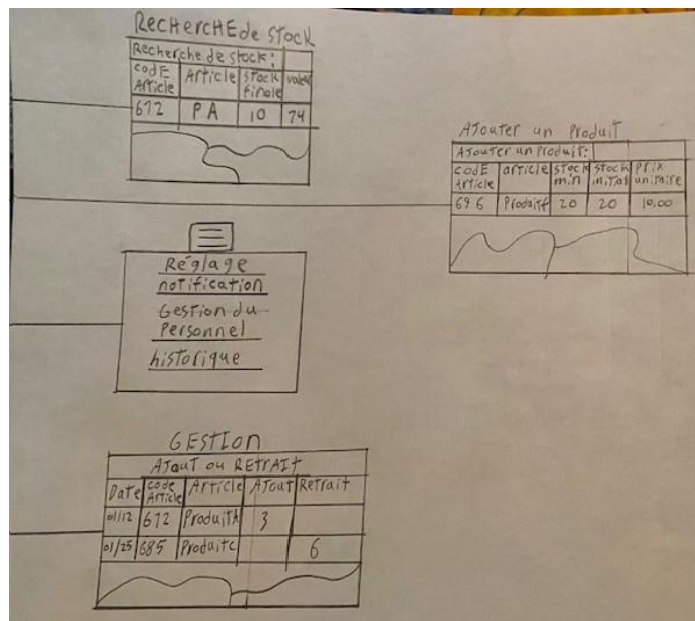 RECHERCHE de STOCK
Recherche de stock:
codE Article Article stock Finale valeur
672 PA 10 74
AJouter un Produit
AJouter un Produit:
codE Article article stock min stock initial Prix unitaire
696 Produitf 20 20 10,00
Réglage
notification
Gestion du
Personnel
historique
GESTIon
AJout ou RETrAIT
Date code Article Article AJout Retrait
01/12 672 ProduitA 3
01/25 685 Produitc 6